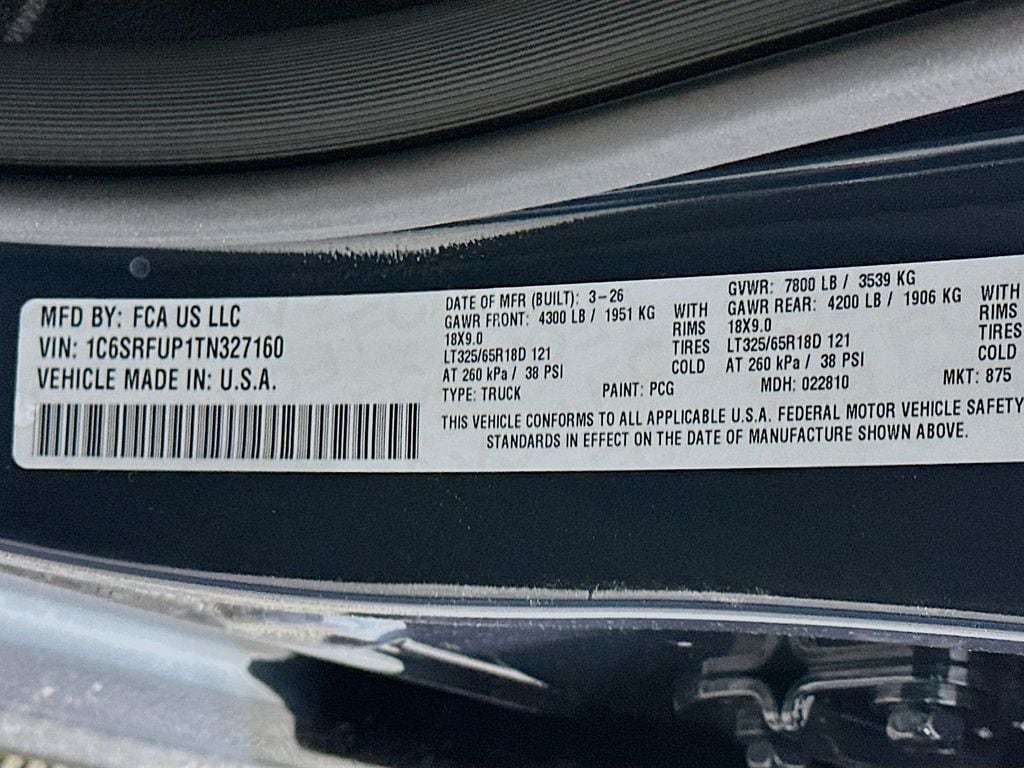 MFD BY: FCA US LLC
VIN: 1C6SRFUP1TN327160
VEHICLE MADE IN: U.S.A.
DATE OF MFR (BUILT): 3-26
GAWR FRONT: 4300 LB / 1951 KG WITH
18X9.0 RIMS
LT325/65R18D 121 TIRES
AT 260 kPa / 38 PSI COLD
GVWR: 7800 LB / 3539 KG
GAWR REAR: 4200 LB / 1906 KG WITH
18X9.0 RIMS
LT325/65R18D 121 TIRES
AT 260 kPa / 38 PSI COLD
TYPE: TRUCK PAINT: PCG MDH: 022810 MKT: 875
THIS VEHICLE CONFORMS TO ALL APPLICABLE U.S.A. FEDERAL MOTOR VEHICLE SAFETY
STANDARDS IN EFFECT ON THE DATE OF MANUFACTURE SHOWN ABOVE.